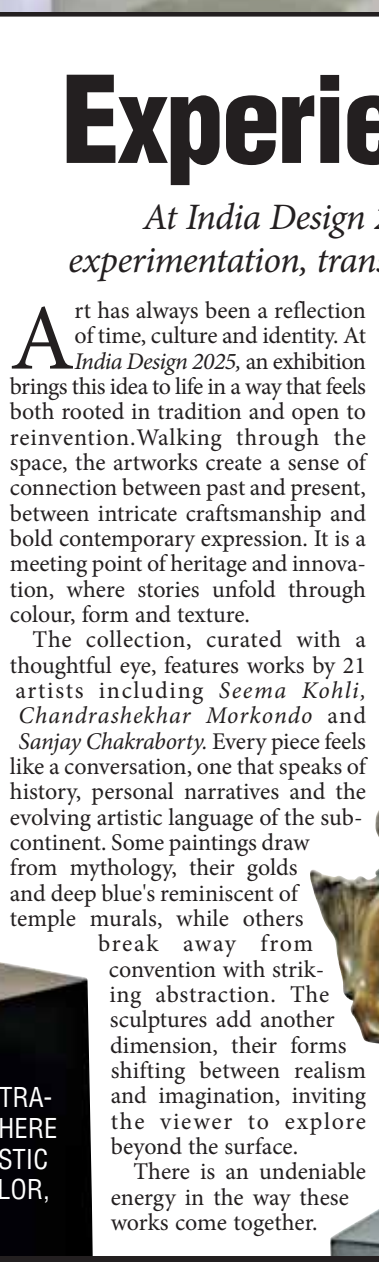 Experie
At India Design
experimentation, trans
Art has always been a reflection
of time, culture and identity. At
India Design 2025, an exhibition
brings this idea to life in a way that feels
both rooted in tradition and open to
reinvention.Walking through the
space, the artworks create a sense of
connection between past and present,
between intricate craftsmanship and
bold contemporary expression. It is a
meeting point of heritage and innova-
tion, where stories unfold through
colour, form and texture.
The collection, curated with a
thoughtful eye, features works by 21
artists including Seema Kohli,
Chandrashekhar Morkondo and
Sanjay Chakraborty. Every piece feels
like a conversation, one that speaks of
history, personal narratives and the
evolving artistic language of the sub-
continent. Some paintings draw
from mythology, their golds
and deep blue's reminiscent of
temple murals, while others
break away from
convention with strik-
ing abstraction. The
sculptures add another
dimension, their forms
shifting between realism
and imagination, inviting
the viewer to explore
beyond the surface.
There is an undeniable
energy in the way these
works come together.
TRA-
HERE
STIC
LOR,